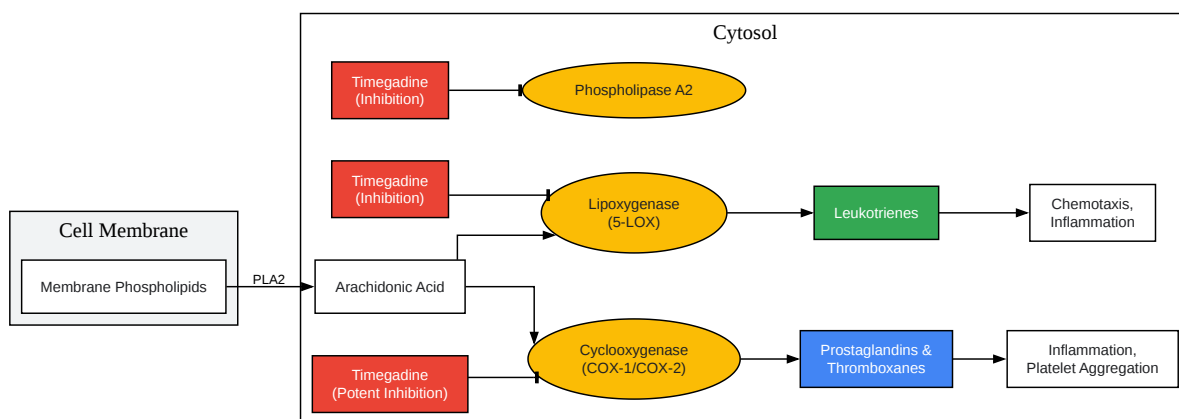 Cytosol
Timegadine
(Inhibition)
Phospholipase A2
Timegadine
(Inhibition)
Lipoxygenase
(5-LOX)
Leukotrienes
Chemotaxis,
Inflammation
Cell Membrane
Membrane Phospholipids
PLA2
Arachidonic Acid
Timegadine
(Potent Inhibition)
Cyclooxygenase
(COX-1/COX-2)
Prostaglandins &
Thromboxanes
Inflammation,
Platelet Aggregation